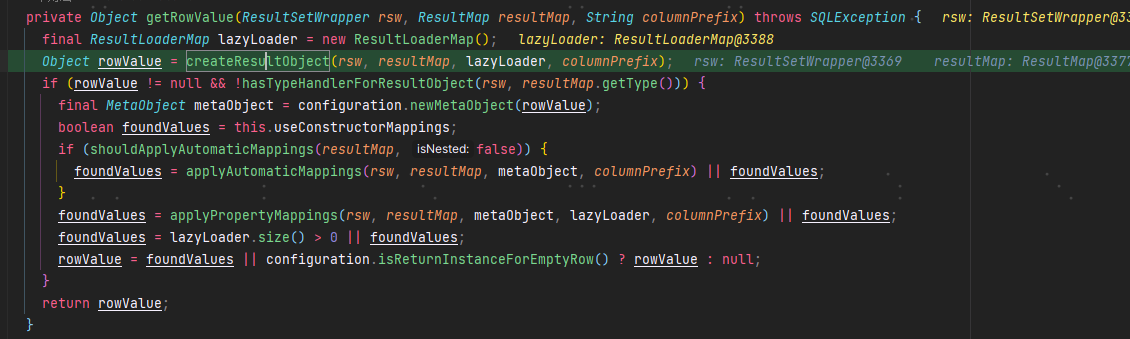 private Object getRowValue(ResultSetWrapper rsw, ResultMap resultMap, String columnPrefix) throws SQLException {   rsw: ResultSetWrapper@33
final ResultLoaderMap lazyLoader = new ResultLoaderMap();   lazyLoader: ResultLoaderMap@3388
Object rowValue = createResultObject(rsw, resultMap, lazyLoader, columnPrefix);   rsw: ResultSetWrapper@3369   resultMap: ResultMap@3377
if (rowValue != null && !hasTypeHandlerForResultObject(rsw, resultMap.getType())) {
final MetaObject metaObject = configuration.newMetaObject(rowValue);
boolean foundValues = this.useConstructorMappings;
if (shouldApplyAutomaticMappings(resultMap, isNested: false)) {
foundValues = applyAutomaticMappings(rsw, resultMap, metaObject, columnPrefix) || foundValues;
}
foundValues = applyPropertyMappings(rsw, resultMap, metaObject, lazyLoader, columnPrefix) || foundValues;
foundValues = lazyLoader.size() > 0 || foundValues;
rowValue = foundValues || configuration.isReturnInstanceForEmptyRow() ? rowValue : null;
}
return rowValue;
}